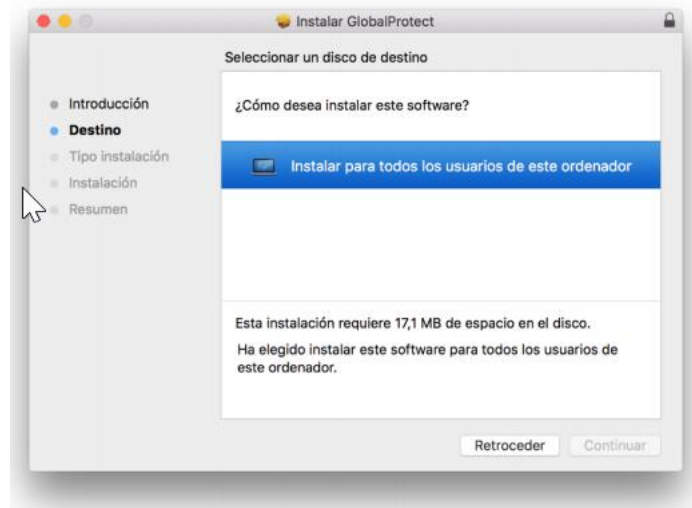 Instalar GlobalProtect
Seleccionar un disco de destino
Introducción
Destino
Tipo instalación
Instalación
Resumen
¿Cómo desea instalar este software?
Instalar para todos los usuarios de este ordenador
Esta instalación requiere 17,1 MB de espacio en el disco.
Ha elegido instalar este software para todos los usuarios de
este ordenador.
Retroceder
Continuar